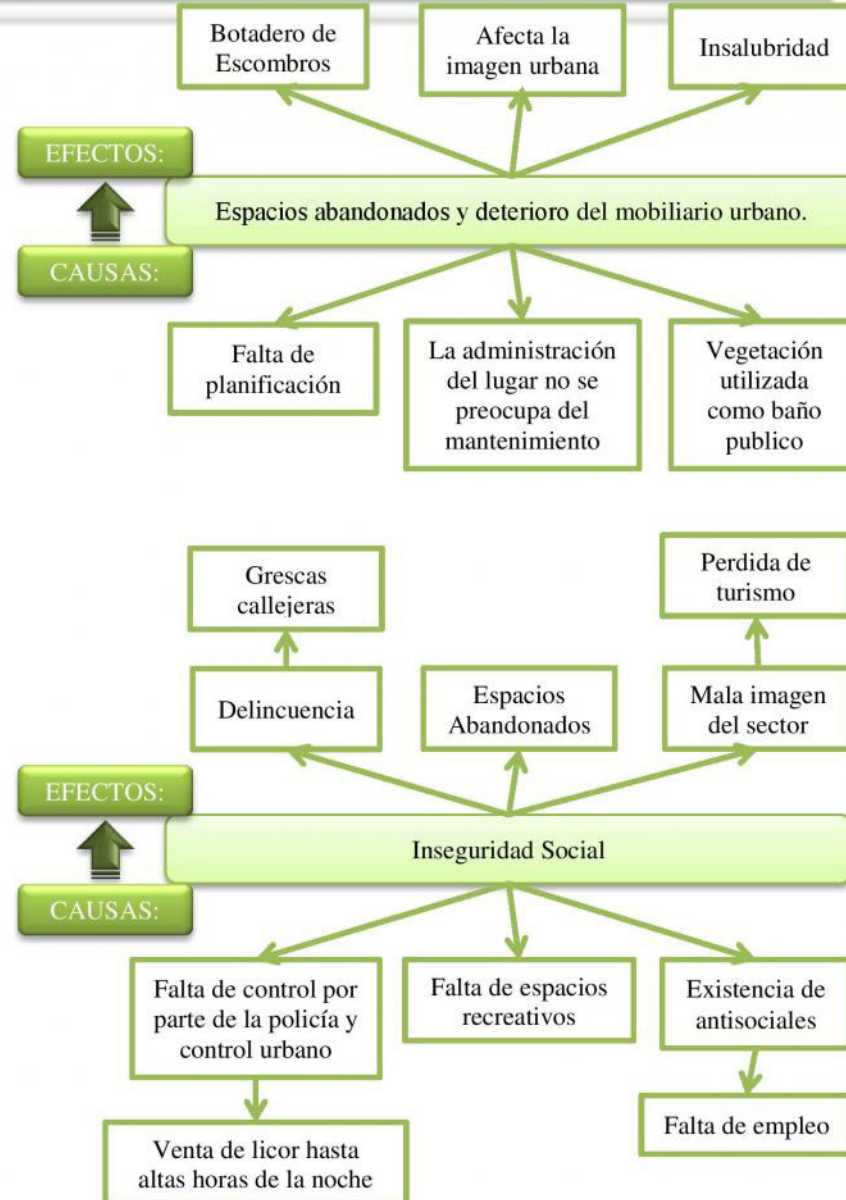 Botadero de
Escombros
Afecta la
imagen urbana
Insalubridad
EFECTOS:
Espacios abandonados y deterioro del mobiliario urbano.
CAUSAS:
Falta de
planificación
La administración
del lugar no se
preocupa del
mantenimiento
Vegetación
utilizada
como baño
publico
Grescas
callejeras
Perdida de
turismo
Delincuencia
Espacios
Abandonados
Mala imagen
del sector
EFECTOS:
Inseguridad Social
CAUSAS:
Falta de control por
parte de la policía y
control urbano
Falta de espacios
recreativos
Existencia de
antisociales
Venta de licor hasta
altas horas de la noche
Falta de empleo